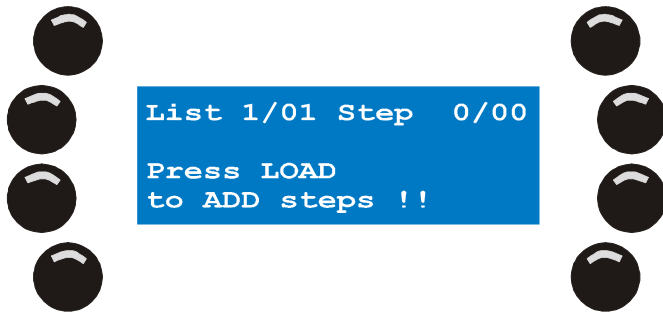 List 1/01 Step  0/00
Press LOAD
to ADD steps !!